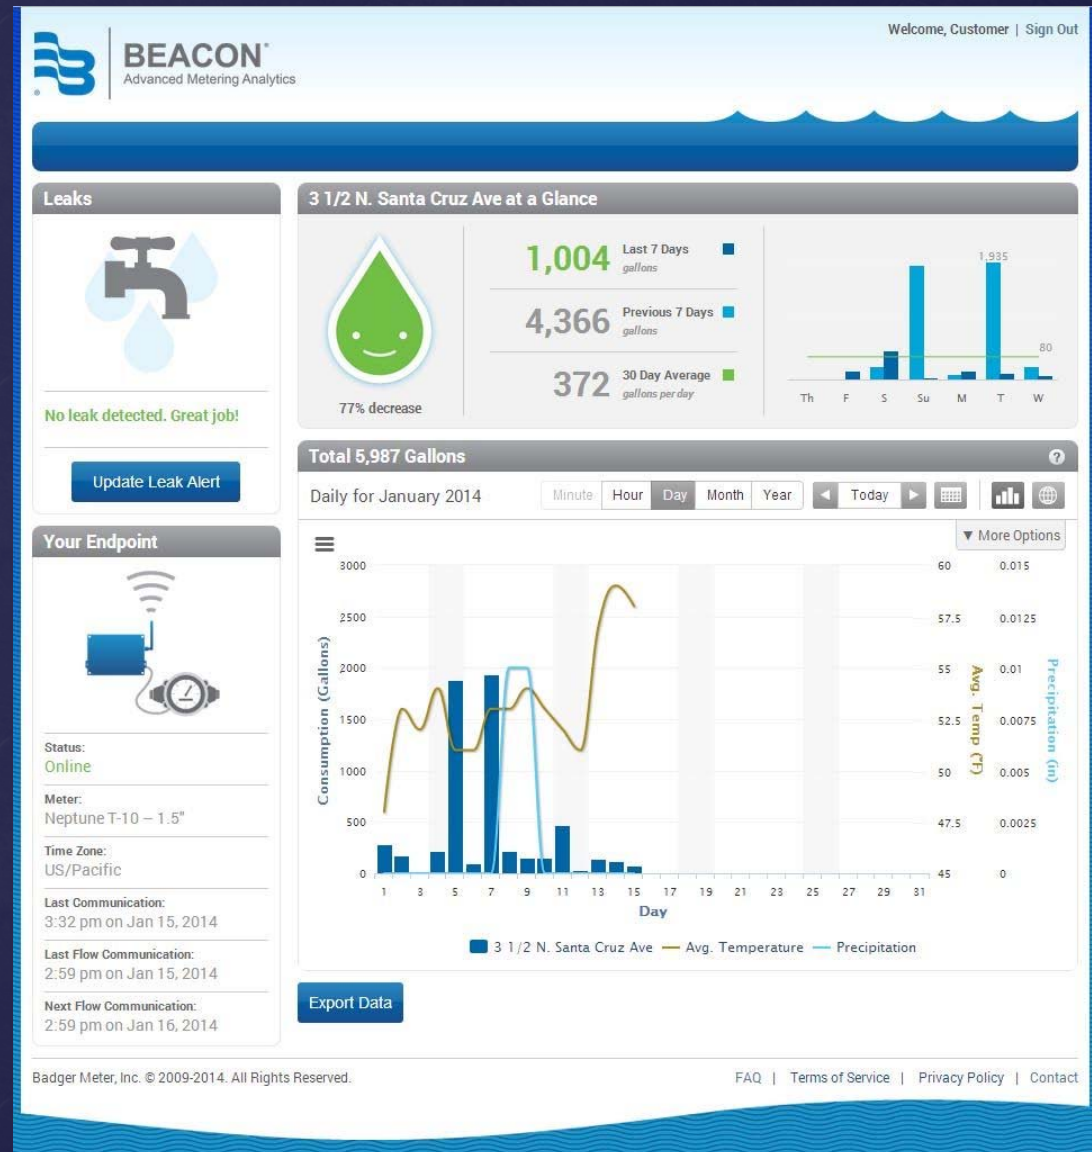 Welcome, Customer | Sign Out
BEACON®
Advanced Metering Analytics
Leaks
No leak detected. Great job!
Update Leak Alert
Your Endpoint
Status:
Online
Meter:
Neptune T-10 – 1.5"
Time Zone:
US/Pacific
Last Communication:
3:32 pm on Jan 15, 2014
Last Flow Communication:
2:59 pm on Jan 15, 2014
Next Flow Communication:
2:59 pm on Jan 16, 2014
3 1/2 N. Santa Cruz Ave at a Glance
77% decrease
1,004 Last 7 Days
gallons
4,366 Previous 7 Days
gallons
372 30 Day Average
gallons per day
1,935
80
Th F S Su M T W
Total 5,987 Gallons ?
Daily for January 2014 Minute Hour Day Month Year ◄ Today ►
▼ More Options
Consumption (Gallons)
3000
2500
2000
1500
1000
500
0
60 0.015
57.5 0.0125
55 0.01
52.5 0.0075
50 0.005
47.5 0.0025
45 0
Avg. Temp (°F)
Precipitation (in)
1 3 5 7 9 11 13 15 17 19 21 23 25 27 29 31
Day
3 1/2 N. Santa Cruz Ave — Avg. Temperature — Precipitation
Export Data
Badger Meter, Inc. © 2009-2014. All Rights Reserved.
FAQ | Terms of Service | Privacy Policy | Contact